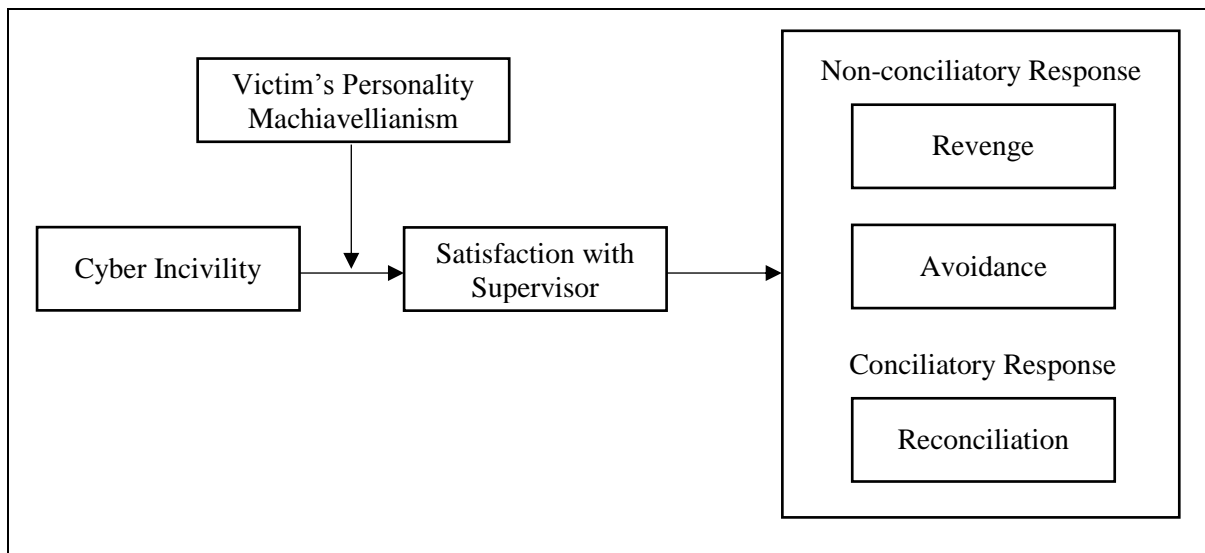 Victim's Personality
Machiavellianism
Cyber Incivility
Satisfaction with
Supervisor
Non-conciliatory Response
Revenge
Avoidance
Conciliatory Response
Reconciliation